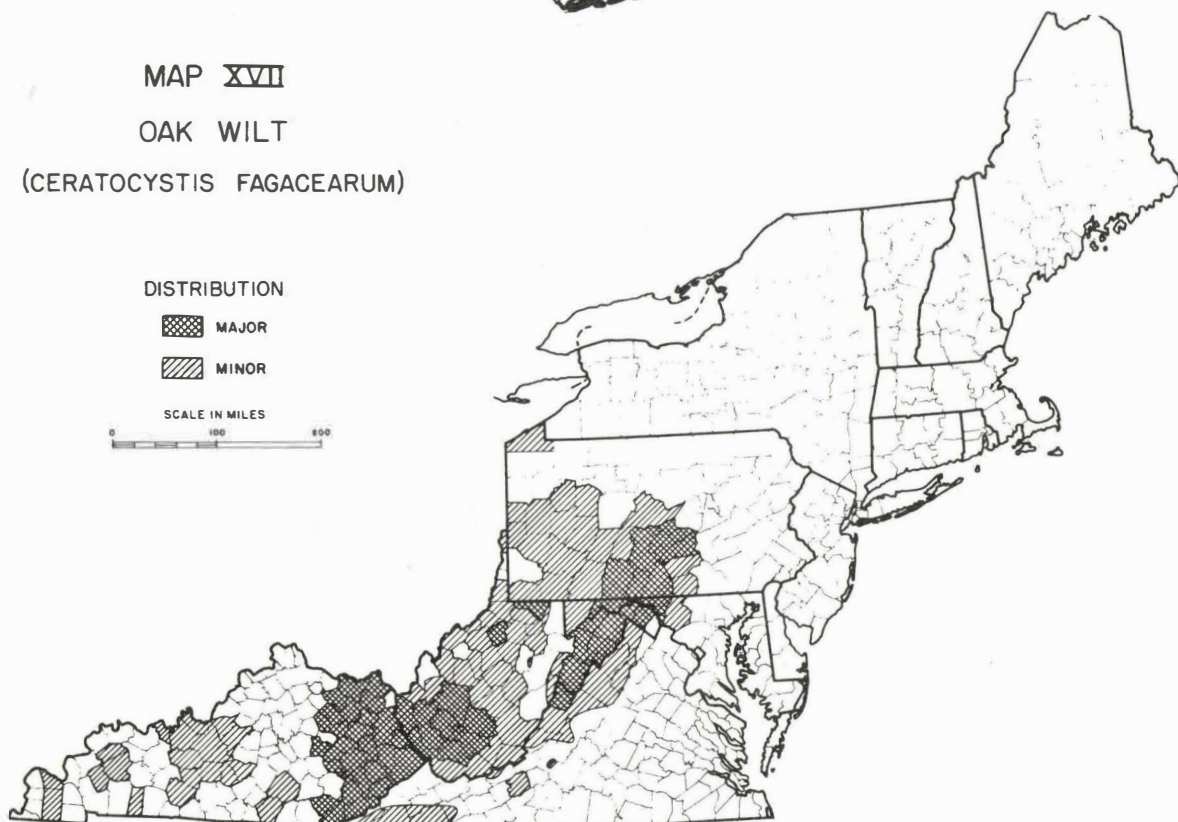 MAP XVII
OAK WILT
(CERATOCYSTIS FAGACEARUM)
DISTRIBUTION
MAJOR
MINOR
SCALE IN MILES
0 100 200